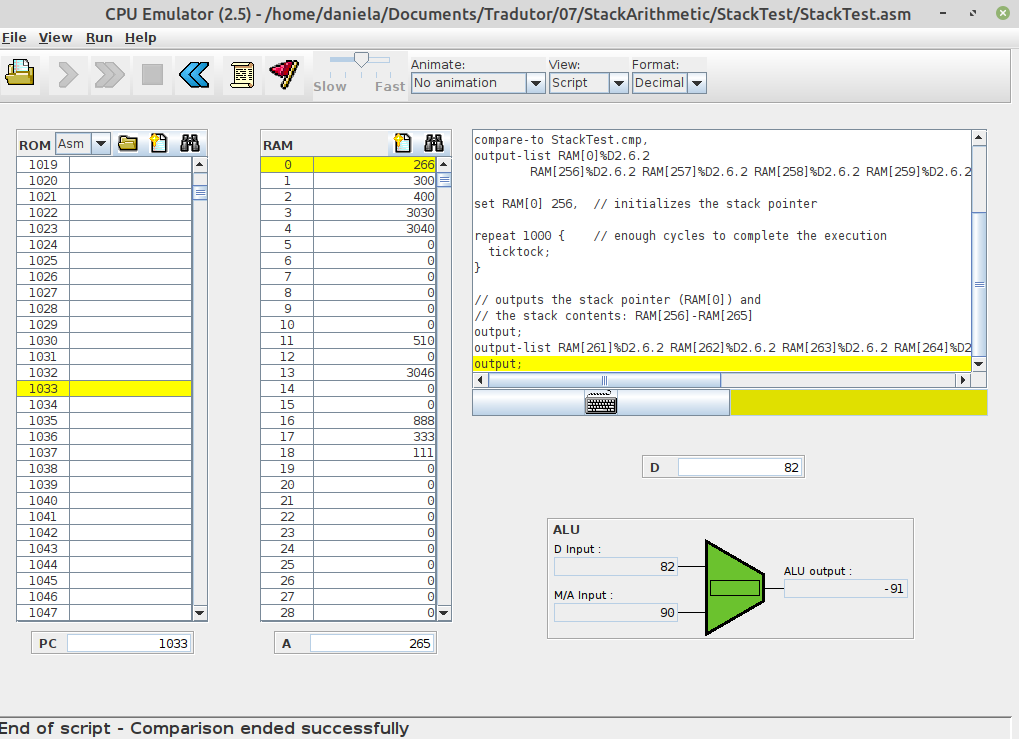 CPU Emulator (2.5) - /home/daniela/Documents/Tradutor/07/StackArithmetic/StackTest/StackTest.asm
File View Run Help
Slow Fast
Animate: View: Format:
No animation Script Decimal
ROM Asm
1019
1020
1021
1022
1023
1024
1025
1026
1027
1028
1029
1030
1031
1032
1033
1034
1035
1036
1037
1038
1039
1040
1041
1042
1043
1044
1045
1046
1047
PC 1033
RAM
0 266
1 300
2 400
3 3030
4 3040
5 0
6 0
7 0
8 0
9 0
10 0
11 510
12 0
13 3046
14 0
15 0
16 888
17 333
18 111
19 0
20 0
21 0
22 0
23 0
24 0
25 0
26 0
27 0
28 0
A 265
compare-to StackTest.cmp,
output-list RAM[0]%D2.6.2
RAM[256]%D2.6.2 RAM[257]%D2.6.2 RAM[258]%D2.6.2 RAM[259]%D2.6.2
set RAM[0] 256, // initializes the stack pointer
repeat 1000 { // enough cycles to complete the execution
ticktock;
}
// outputs the stack pointer (RAM[0]) and
// the stack contents: RAM[256]-RAM[265]
output;
output-list RAM[261]%D2.6.2 RAM[262]%D2.6.2 RAM[263]%D2.6.2 RAM[264]%D2
output;
D 82
ALU
D Input :
82
M/A Input :
90
ALU output :
-91
End of script - Comparison ended successfully